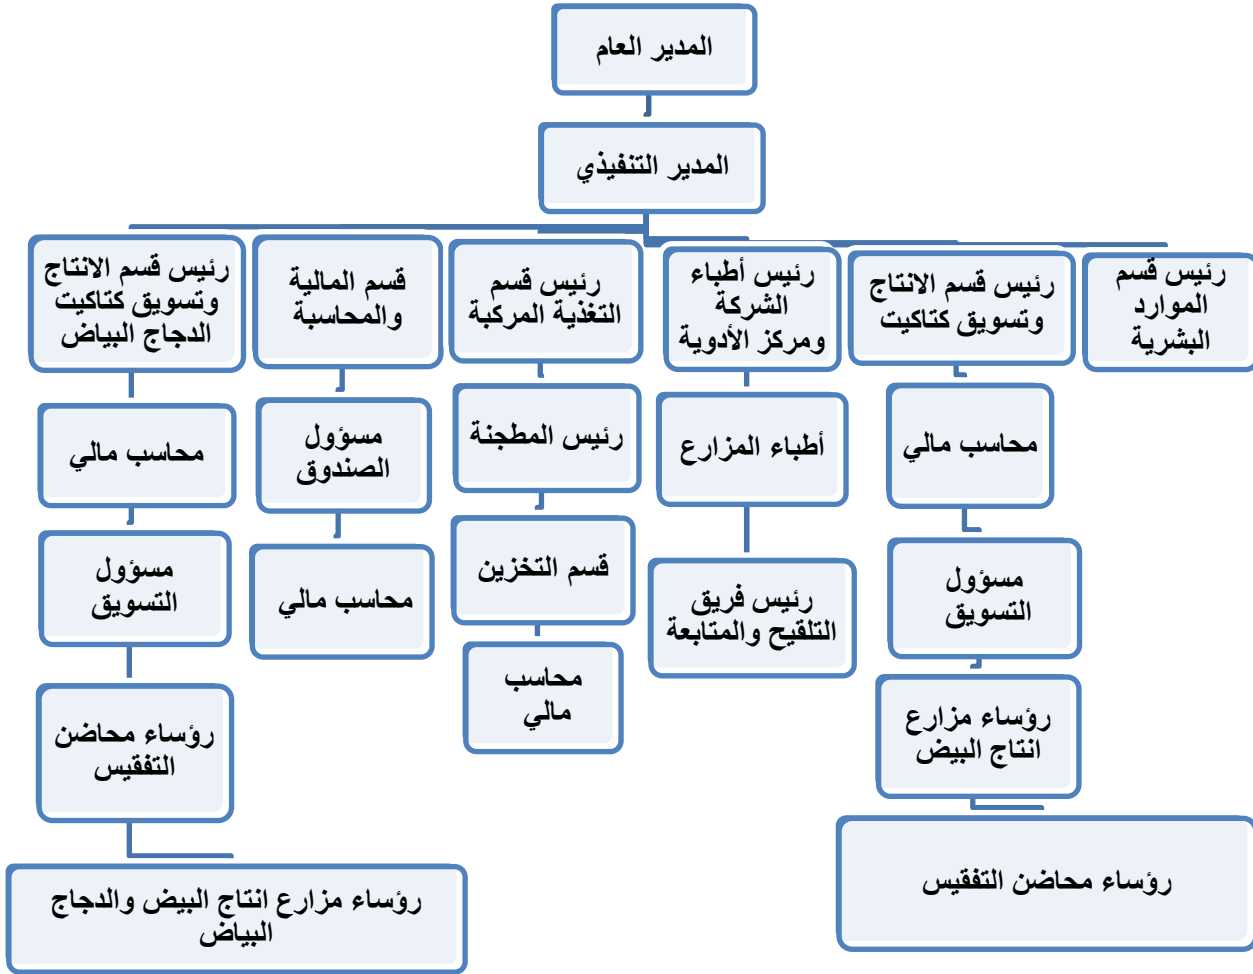 المدير العام
المدير التنفيذي
رئيس قسم
الموارد
البشرية
رئيس قسم الانتاج
وتسويق كتاكيت
رئيس أطباء
الشركة
ومركز الأدوية
رئيس قسم
التغذية المركبة
قسم المالية
والمحاسبة
رئيس قسم الانتاج
وتسويق كتاكيت
الدجاج البياض
محاسب مالي
أطباء المزارع
رئيس المطحنة
مسؤول
الصندوق
محاسب مالي
مسؤول
التسويق
رئيس فريق
التلقيح والمتابعة
قسم التخزين
محاسب مالي
مسؤول
التسويق
رؤساء مزارع
انتاج البيض
محاسب
مالي
رؤساء محاضن
التفقيس
رؤساء محاضن التفقيس
رؤساء مزارع انتاج البيض والدجاج
البياض